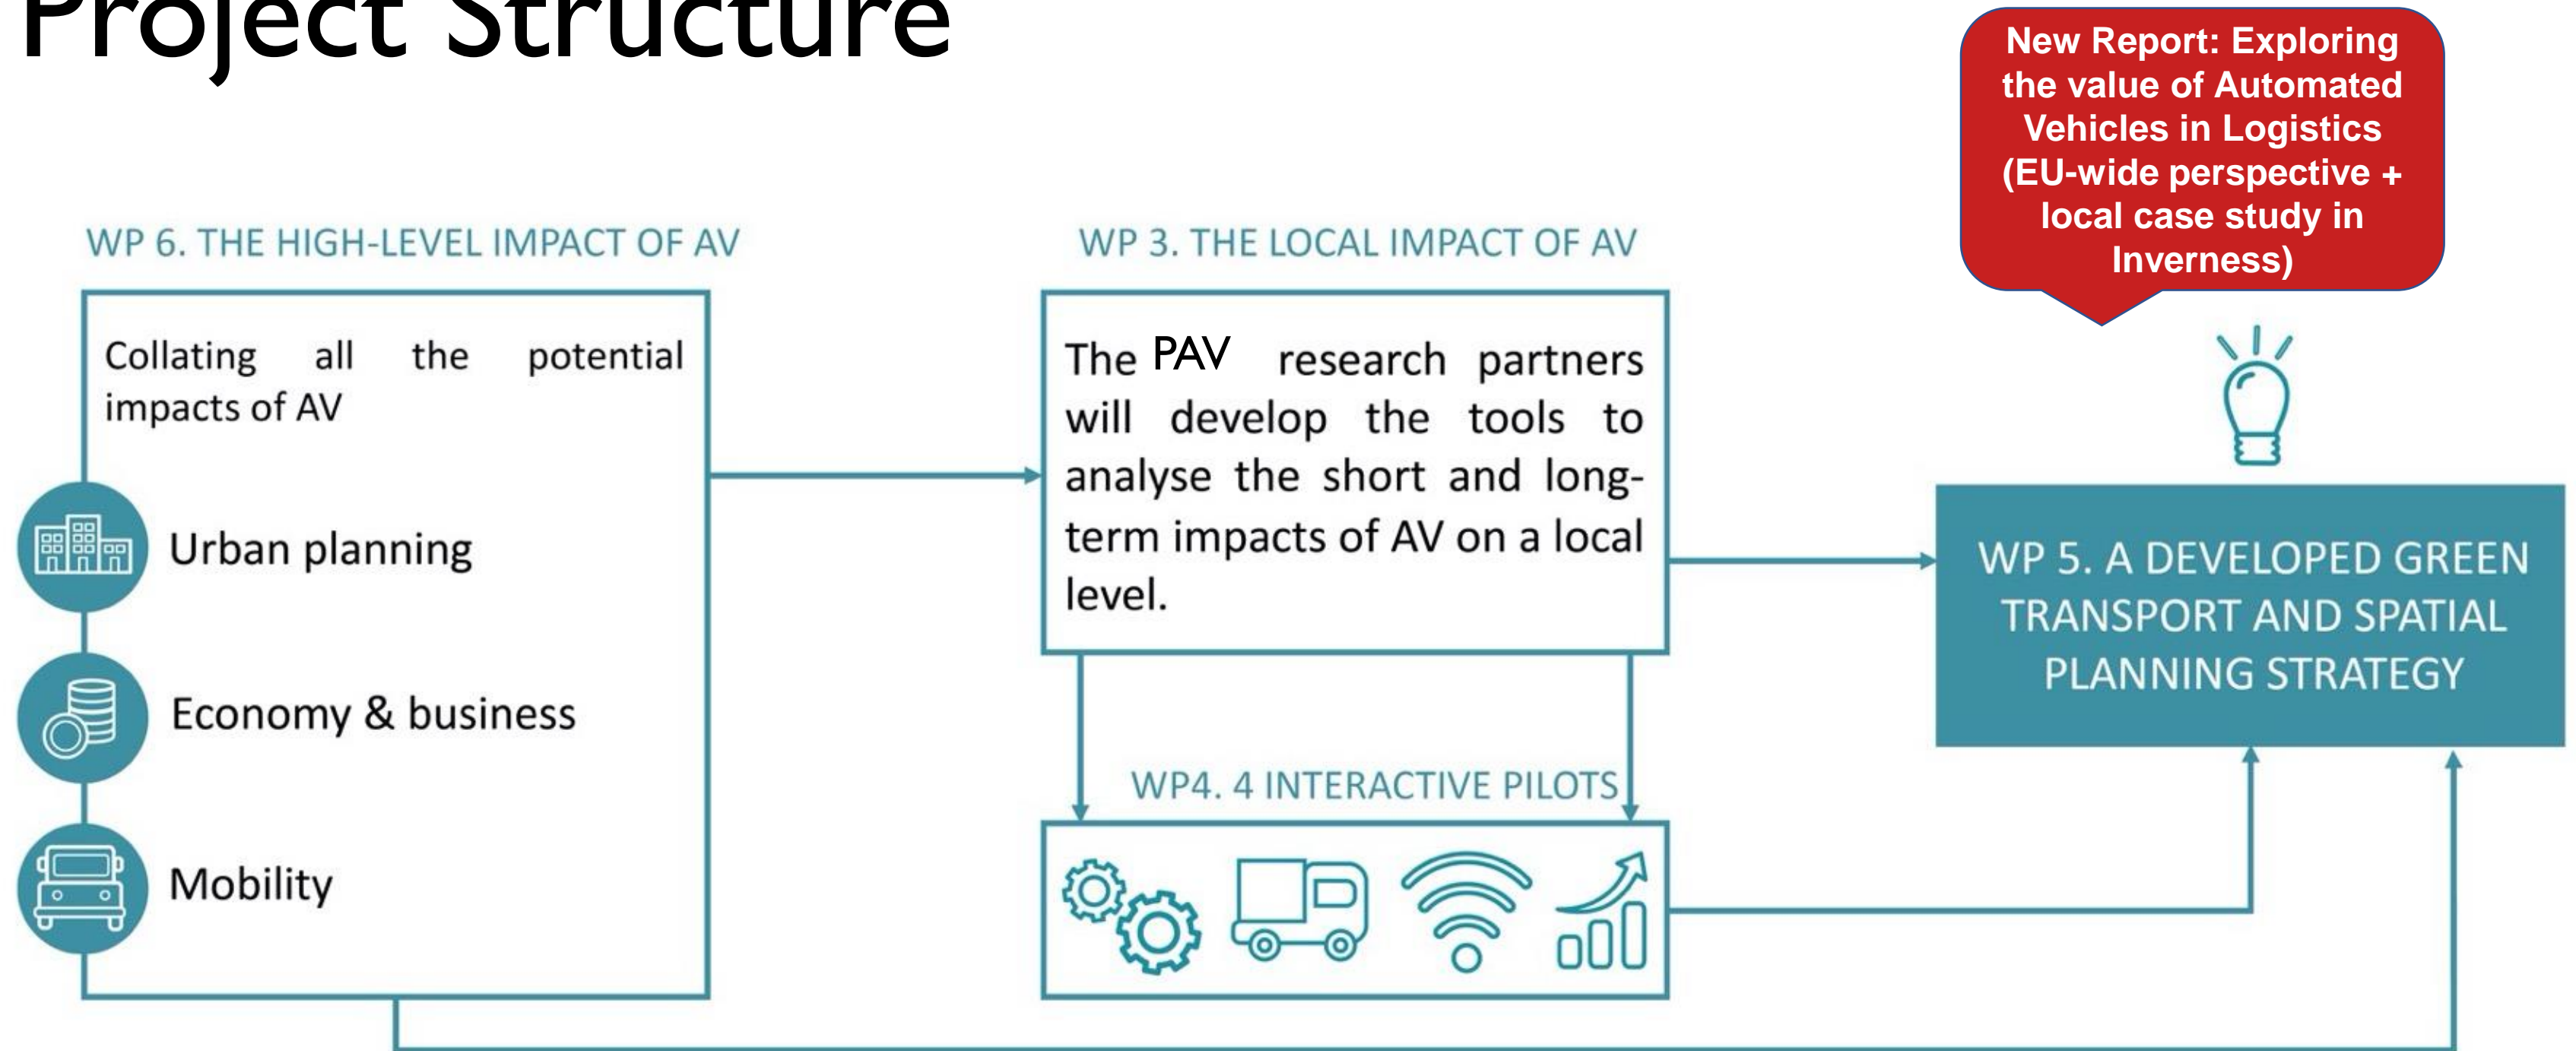 Project Structure
New Report: Exploring
the value of Automated
Vehicles in Logistics
(EU-wide perspective +
local case study in
Inverness)
WP 6. THE HIGH-LEVEL IMPACT OF AV
Collating all the potential
impacts of AV
Urban planning
Economy & business
Mobility
WP 3. THE LOCAL IMPACT OF AV
The PAV research partners
will develop the tools to
analyse the short and long-
term impacts of AV on a local
level.
WP4. 4 INTERACTIVE PILOTS
WP 5. A DEVELOPED GREEN
TRANSPORT AND SPATIAL
PLANNING STRATEGY